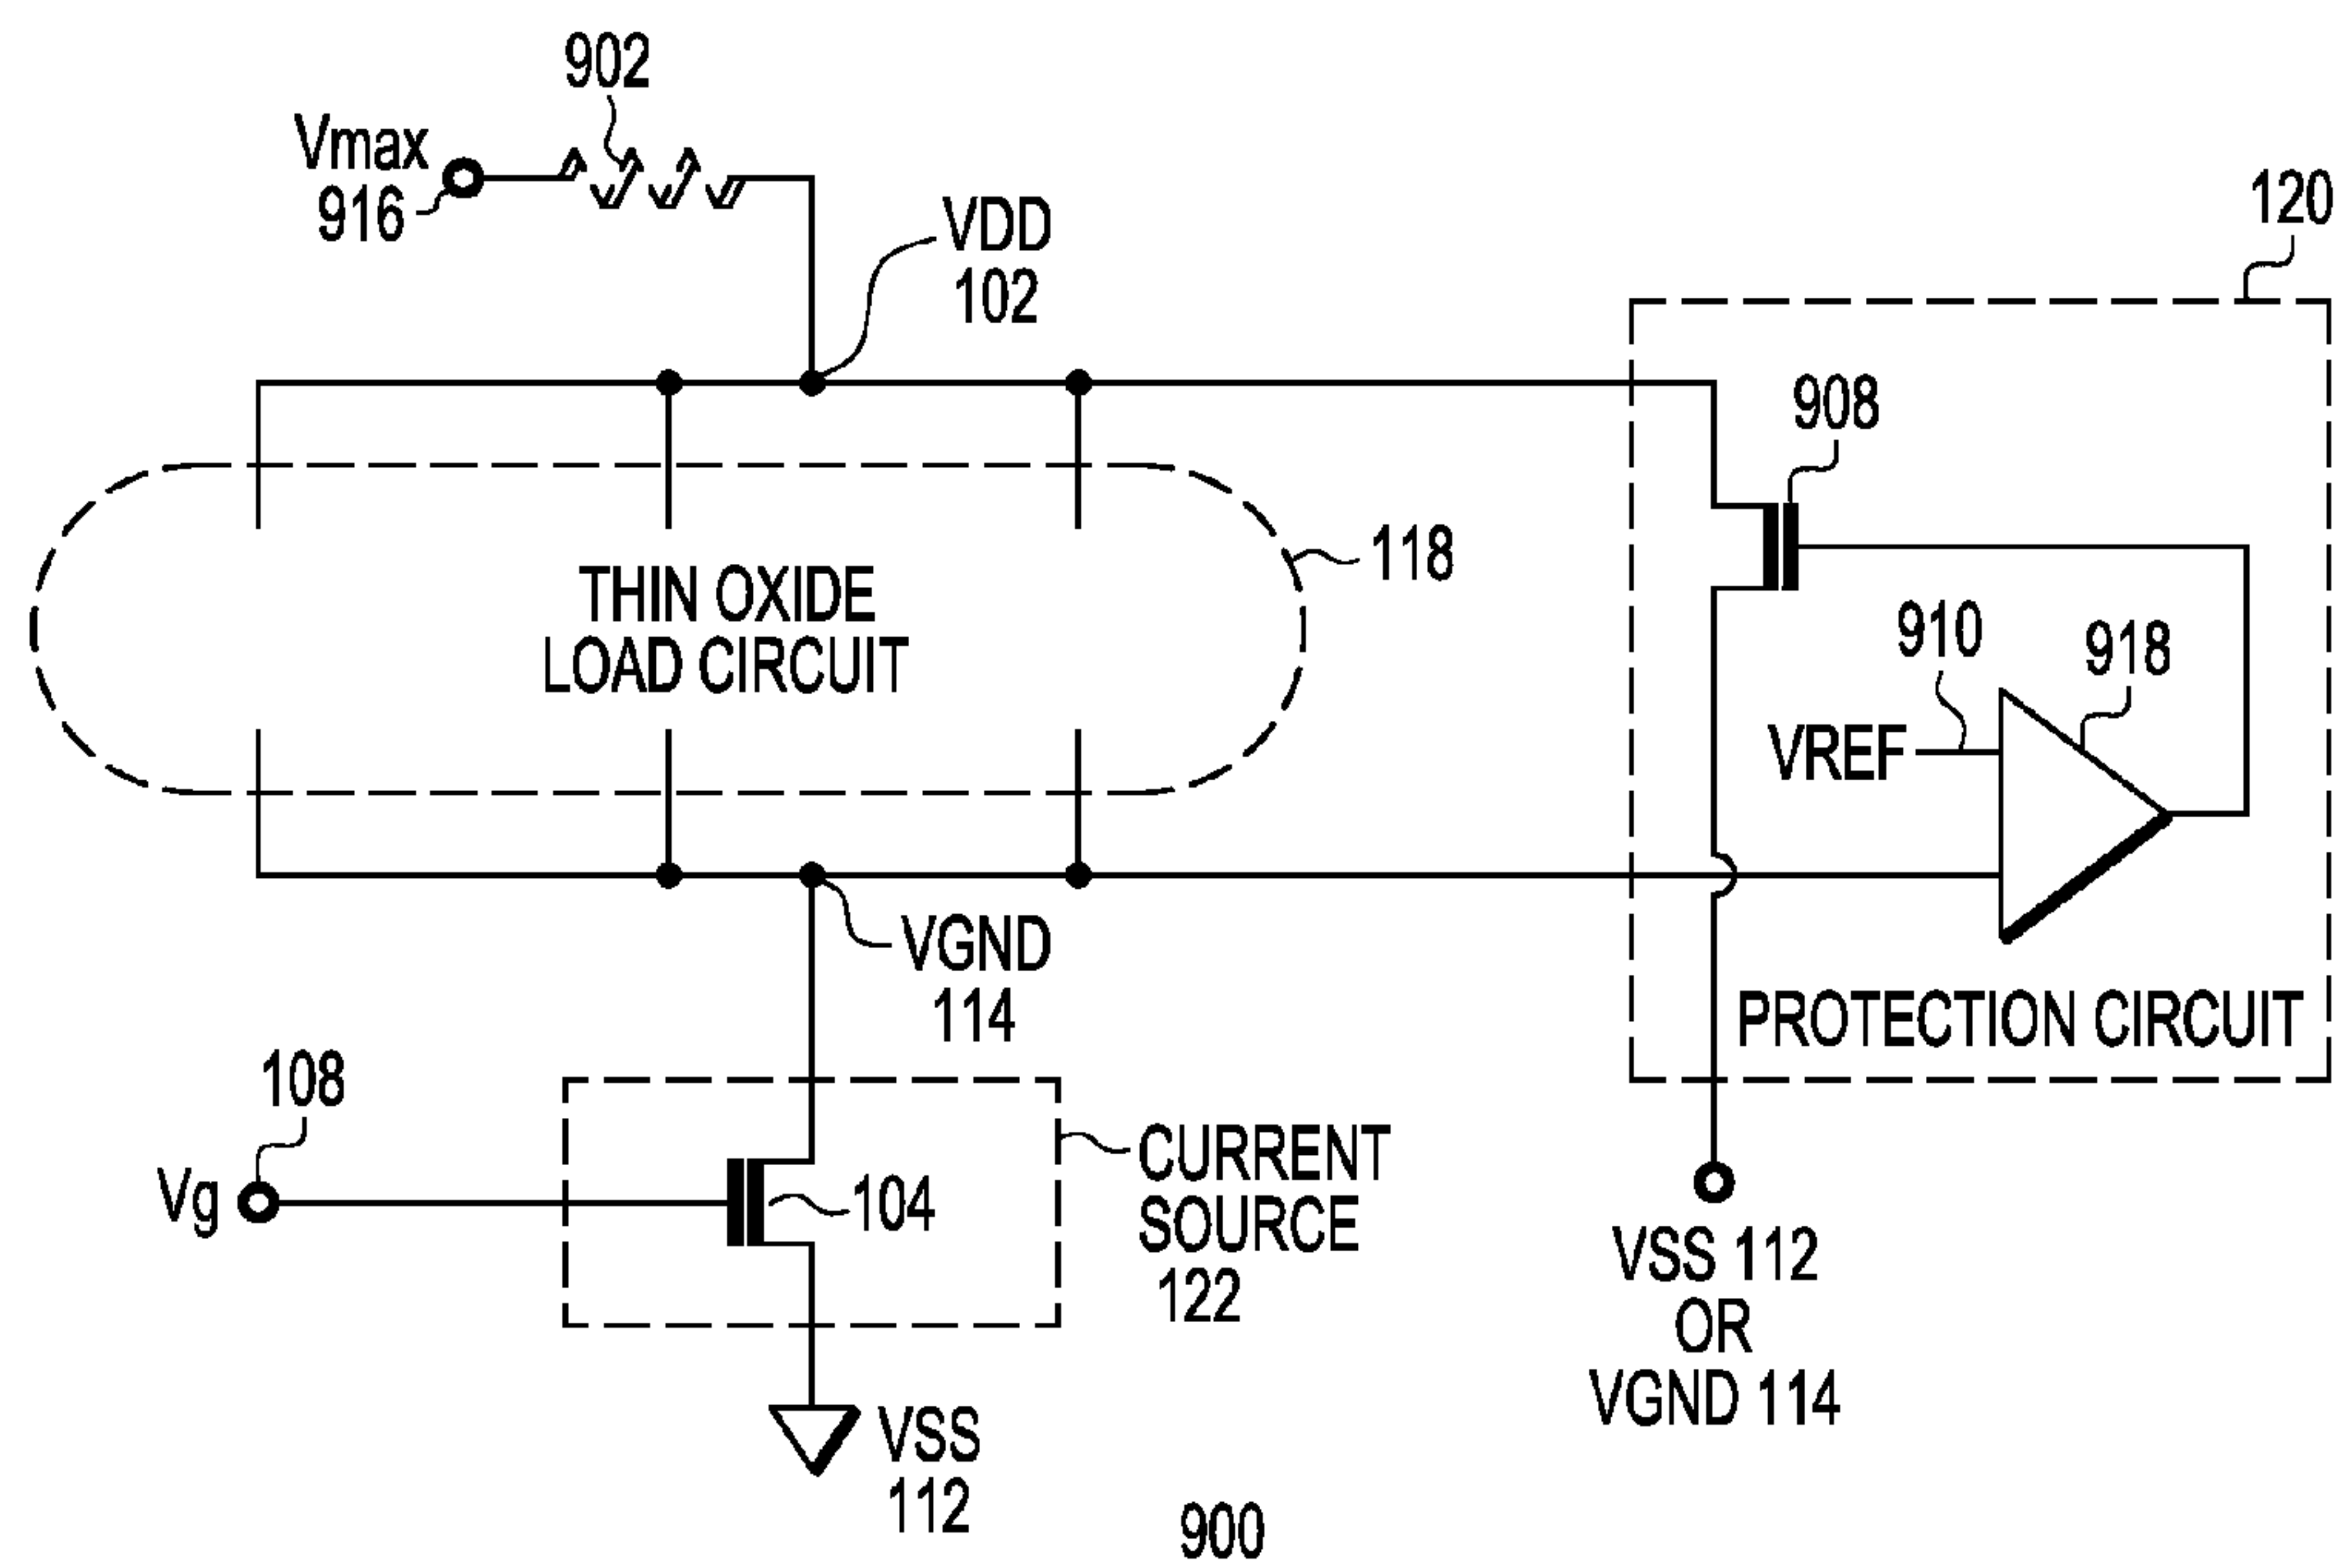 902
Vmax
916
VDD
102
120
908
118
THIN OXIDE
LOAD CIRCUIT
910
918
VREF
VGND
114
PROTECTION CIRCUIT
108
Vg
104
CURRENT
SOURCE
122
VSS 112
OR
VGND 114
VSS
112
900